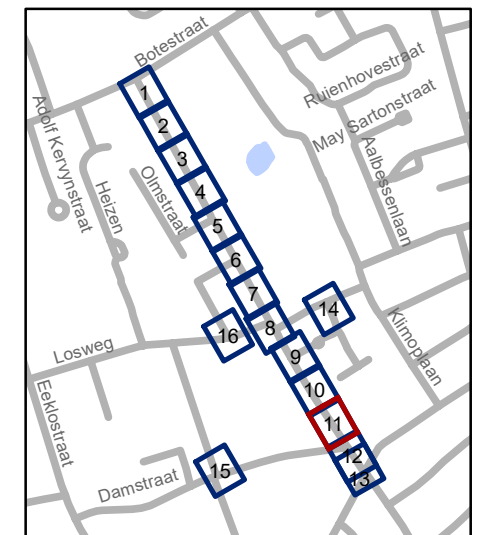 Botestraat
Ruienhovestraat
May Sartonstraat
Adolf Kervynstraat
Heizen
Olmstraat
Aalbessenlaan
1
2
3
4
5
6
7
8
14
16
9
Klimoplaan
Losweg
10
Eeklostraat
11
12
13
15
Damstraat